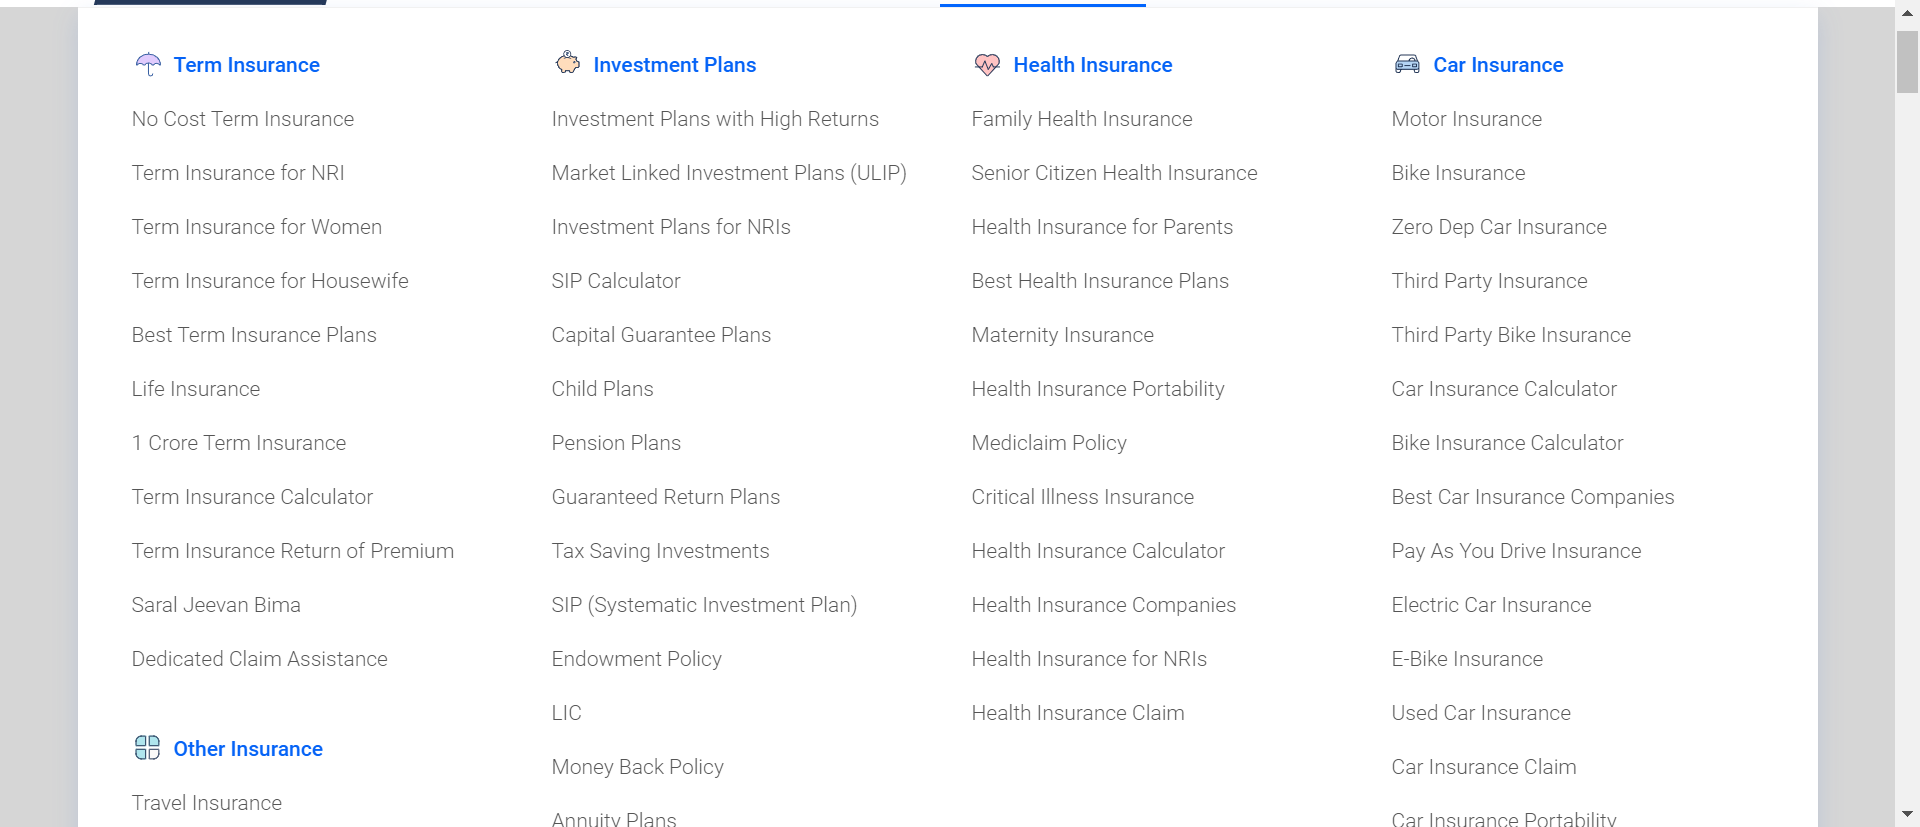 Term Insurance
No Cost Term Insurance
Term Insurance for NRI
Term Insurance for Women
Term Insurance for Housewife
Best Term Insurance Plans
Life Insurance
1 Crore Term Insurance
Term Insurance Calculator
Term Insurance Return of Premium
Saral Jeevan Bima
Dedicated Claim Assistance
Other Insurance
Travel Insurance
Investment Plans
Investment Plans with High Returns
Market Linked Investment Plans (ULIP)
Investment Plans for NRIs
SIP Calculator
Capital Guarantee Plans
Child Plans
Pension Plans
Guaranteed Return Plans
Tax Saving Investments
SIP (Systematic Investment Plan)
Endowment Policy
LIC
Money Back Policy
Annuity Plans
Health Insurance
Family Health Insurance
Senior Citizen Health Insurance
Health Insurance for Parents
Best Health Insurance Plans
Maternity Insurance
Health Insurance Portability
Mediclaim Policy
Critical Illness Insurance
Health Insurance Calculator
Health Insurance Companies
Health Insurance for NRIs
Health Insurance Claim
Car Insurance
Motor Insurance
Bike Insurance
Zero Dep Car Insurance
Third Party Insurance
Third Party Bike Insurance
Car Insurance Calculator
Bike Insurance Calculator
Best Car Insurance Companies
Pay As You Drive Insurance
Electric Car Insurance
E-Bike Insurance
Used Car Insurance
Car Insurance Claim
Car Insurance Portability